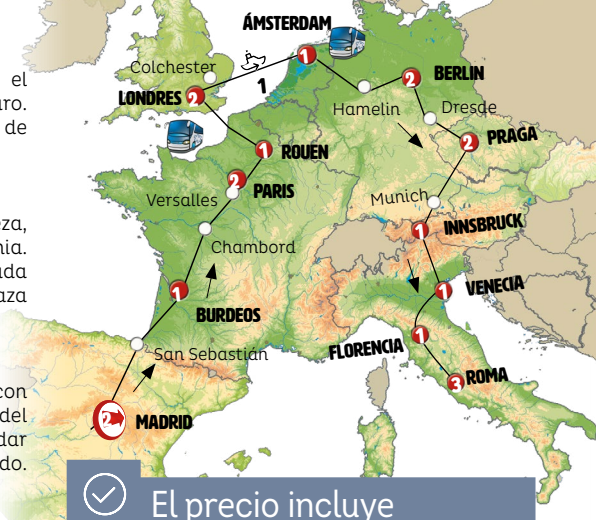 el
uro.
de
eza,
nia.
ada
aza
con
del
dar
do.
ÁMSTERDAM
1
Colchester
1
LONDRES 2
2 BERLIN
Hamelin
Dresde
2 PRAGA
1 ROUEN
2 PARIS
Versalles
Munich
1 INNSBRUCK
Chambord
1 VENECIA
1
BURDEOS
FLORENCIA 1
San Sebastián
3 ROMA
2 MADRID
El precio incluye